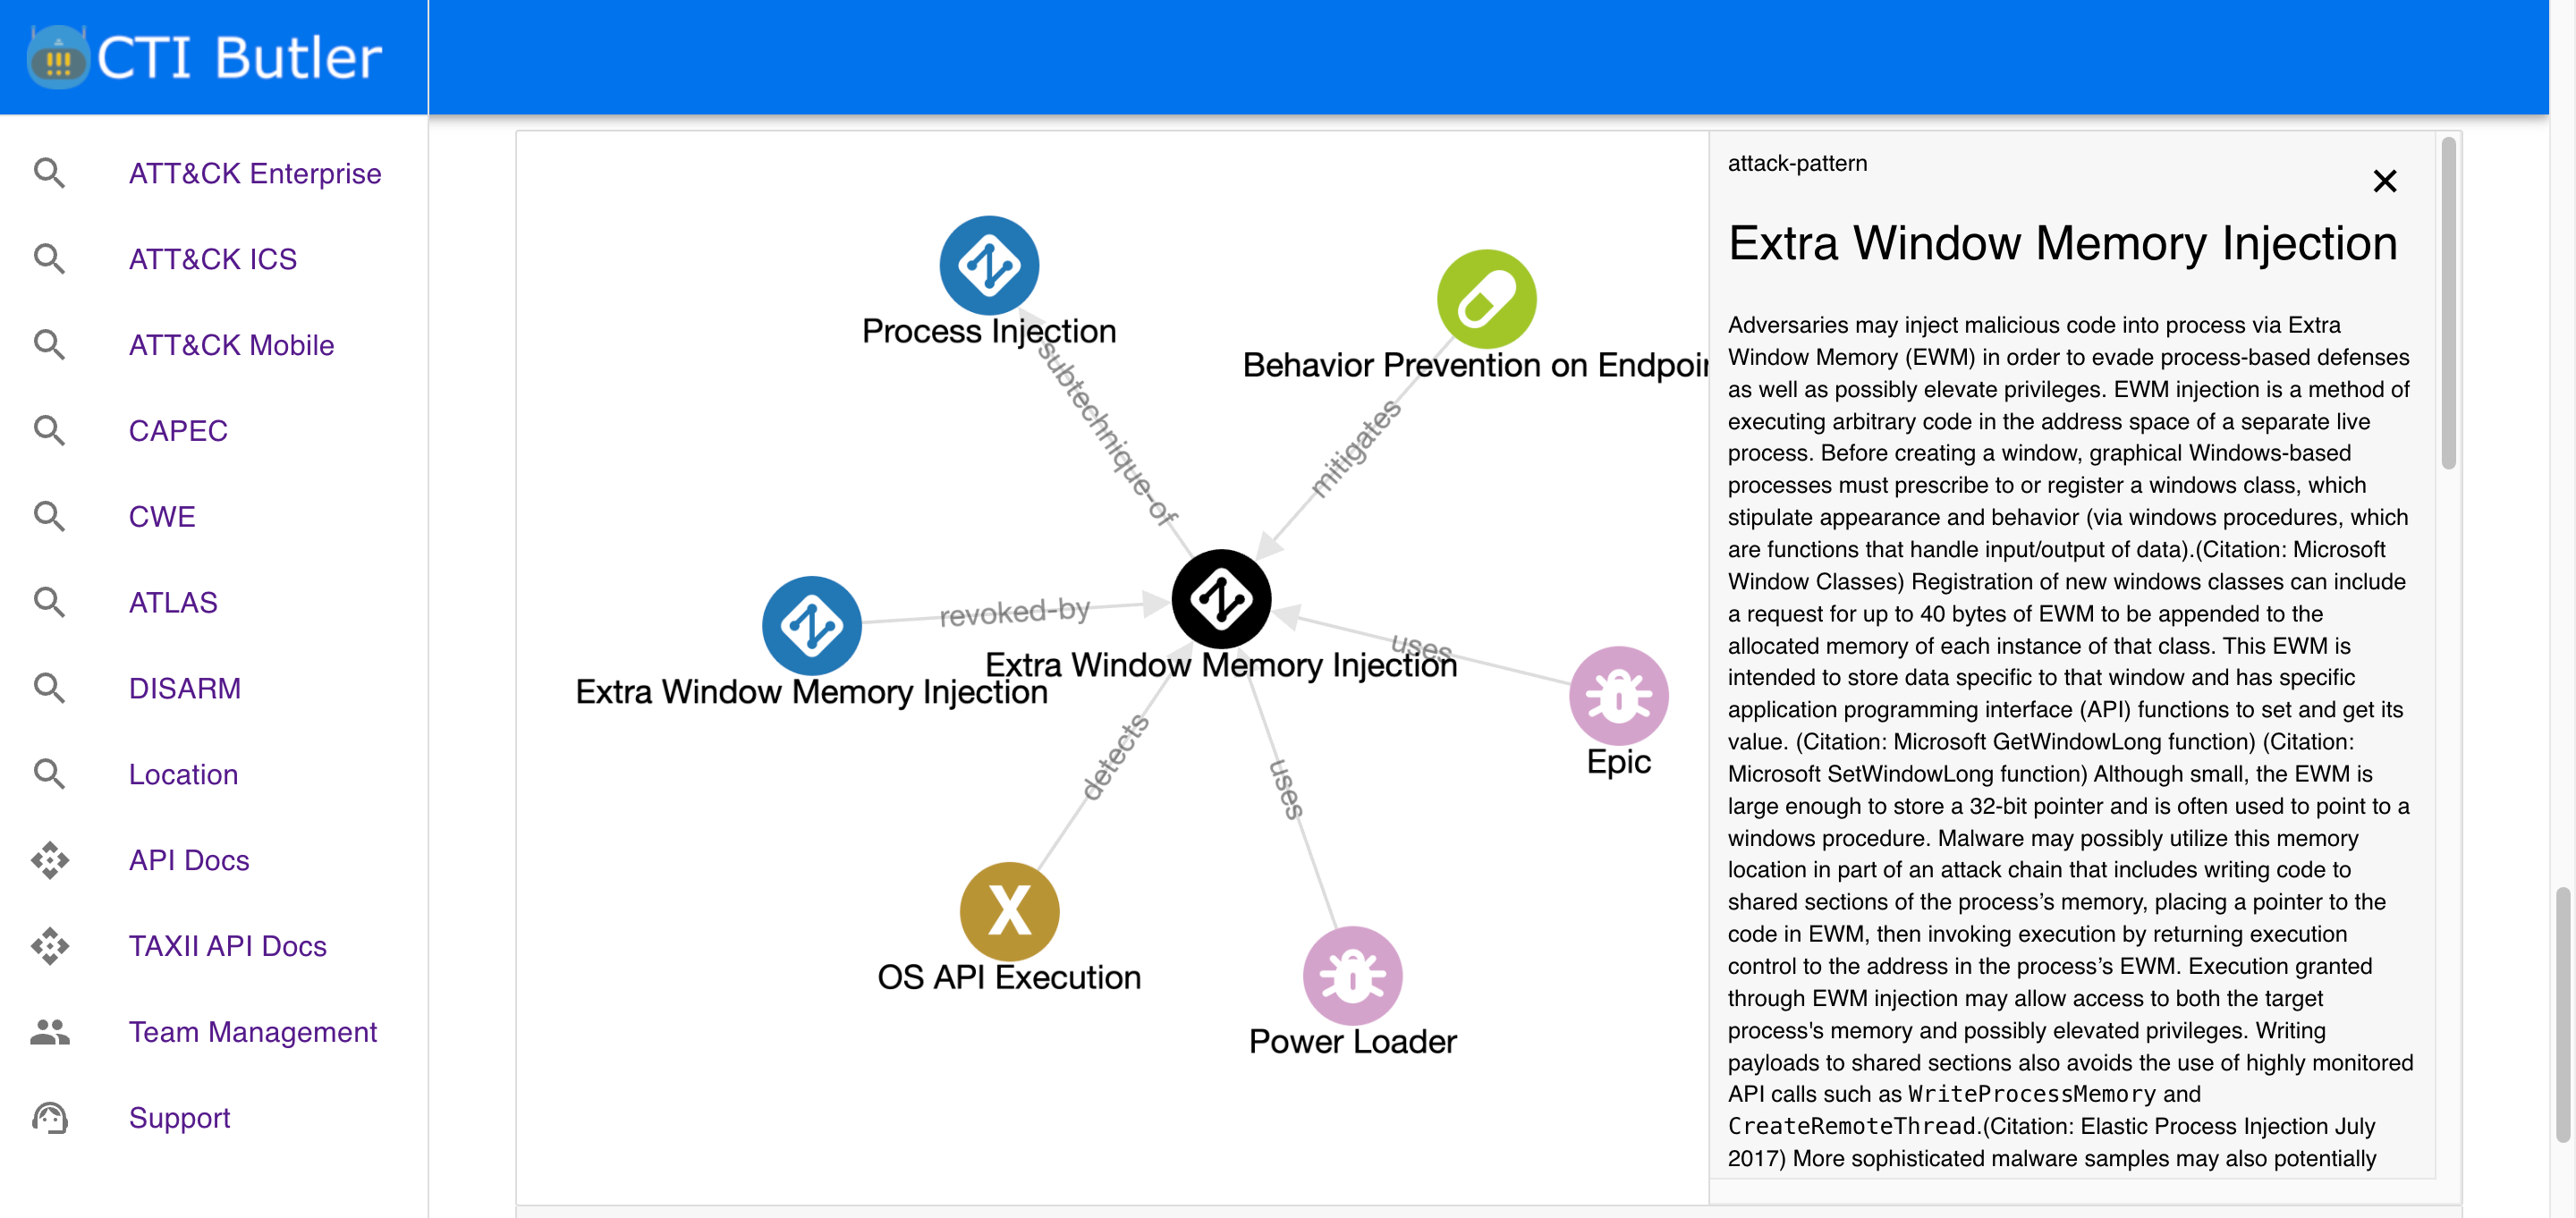 CTI Butler
ATT&CK Enterprise
ATT&CK ICS
ATT&CK Mobile
CAPEC
CWE
ATLAS
DISARM
Location
API Docs
TAXII API Docs
Team Management
Support
Process Injection
Behavior Prevention on Endpoin
subtechnique-of
mitigates
revoked-by
Extra Window Memory Injection
Extra Window Memory Injection
uses
Epic
detects
uses
X
OS API Execution
Power Loader
attack-pattern
Extra Window Memory Injection
Adversaries may inject malicious code into process via Extra
Window Memory (EWM) in order to evade process-based defenses
as well as possibly elevate privileges. EWM injection is a method of
executing arbitrary code in the address space of a separate live
process. Before creating a window, graphical Windows-based
processes must prescribe to or register a windows class, which
stipulate appearance and behavior (via windows procedures, which
are functions that handle input/output of data).(Citation: Microsoft
Window Classes) Registration of new windows classes can include
a request for up to 40 bytes of EWM to be appended to the
allocated memory of each instance of that class. This EWM is
intended to store data specific to that window and has specific
application programming interface (API) functions to set and get its
value. (Citation: Microsoft GetWindowLong function) (Citation:
Microsoft SetWindowLong function) Although small, the EWM is
large enough to store a 32-bit pointer and is often used to point to a
windows procedure. Malware may possibly utilize this memory
location in part of an attack chain that includes writing code to
shared sections of the process’s memory, placing a pointer to the
code in EWM, then invoking execution by returning execution
control to the address in the process’s EWM. Execution granted
through EWM injection may allow access to both the target
process's memory and possibly elevated privileges. Writing
payloads to shared sections also avoids the use of highly monitored
API calls such as WriteProcessMemory and
CreateRemoteThread.(Citation: Elastic Process Injection July
2017) More sophisticated malware samples may also potentially